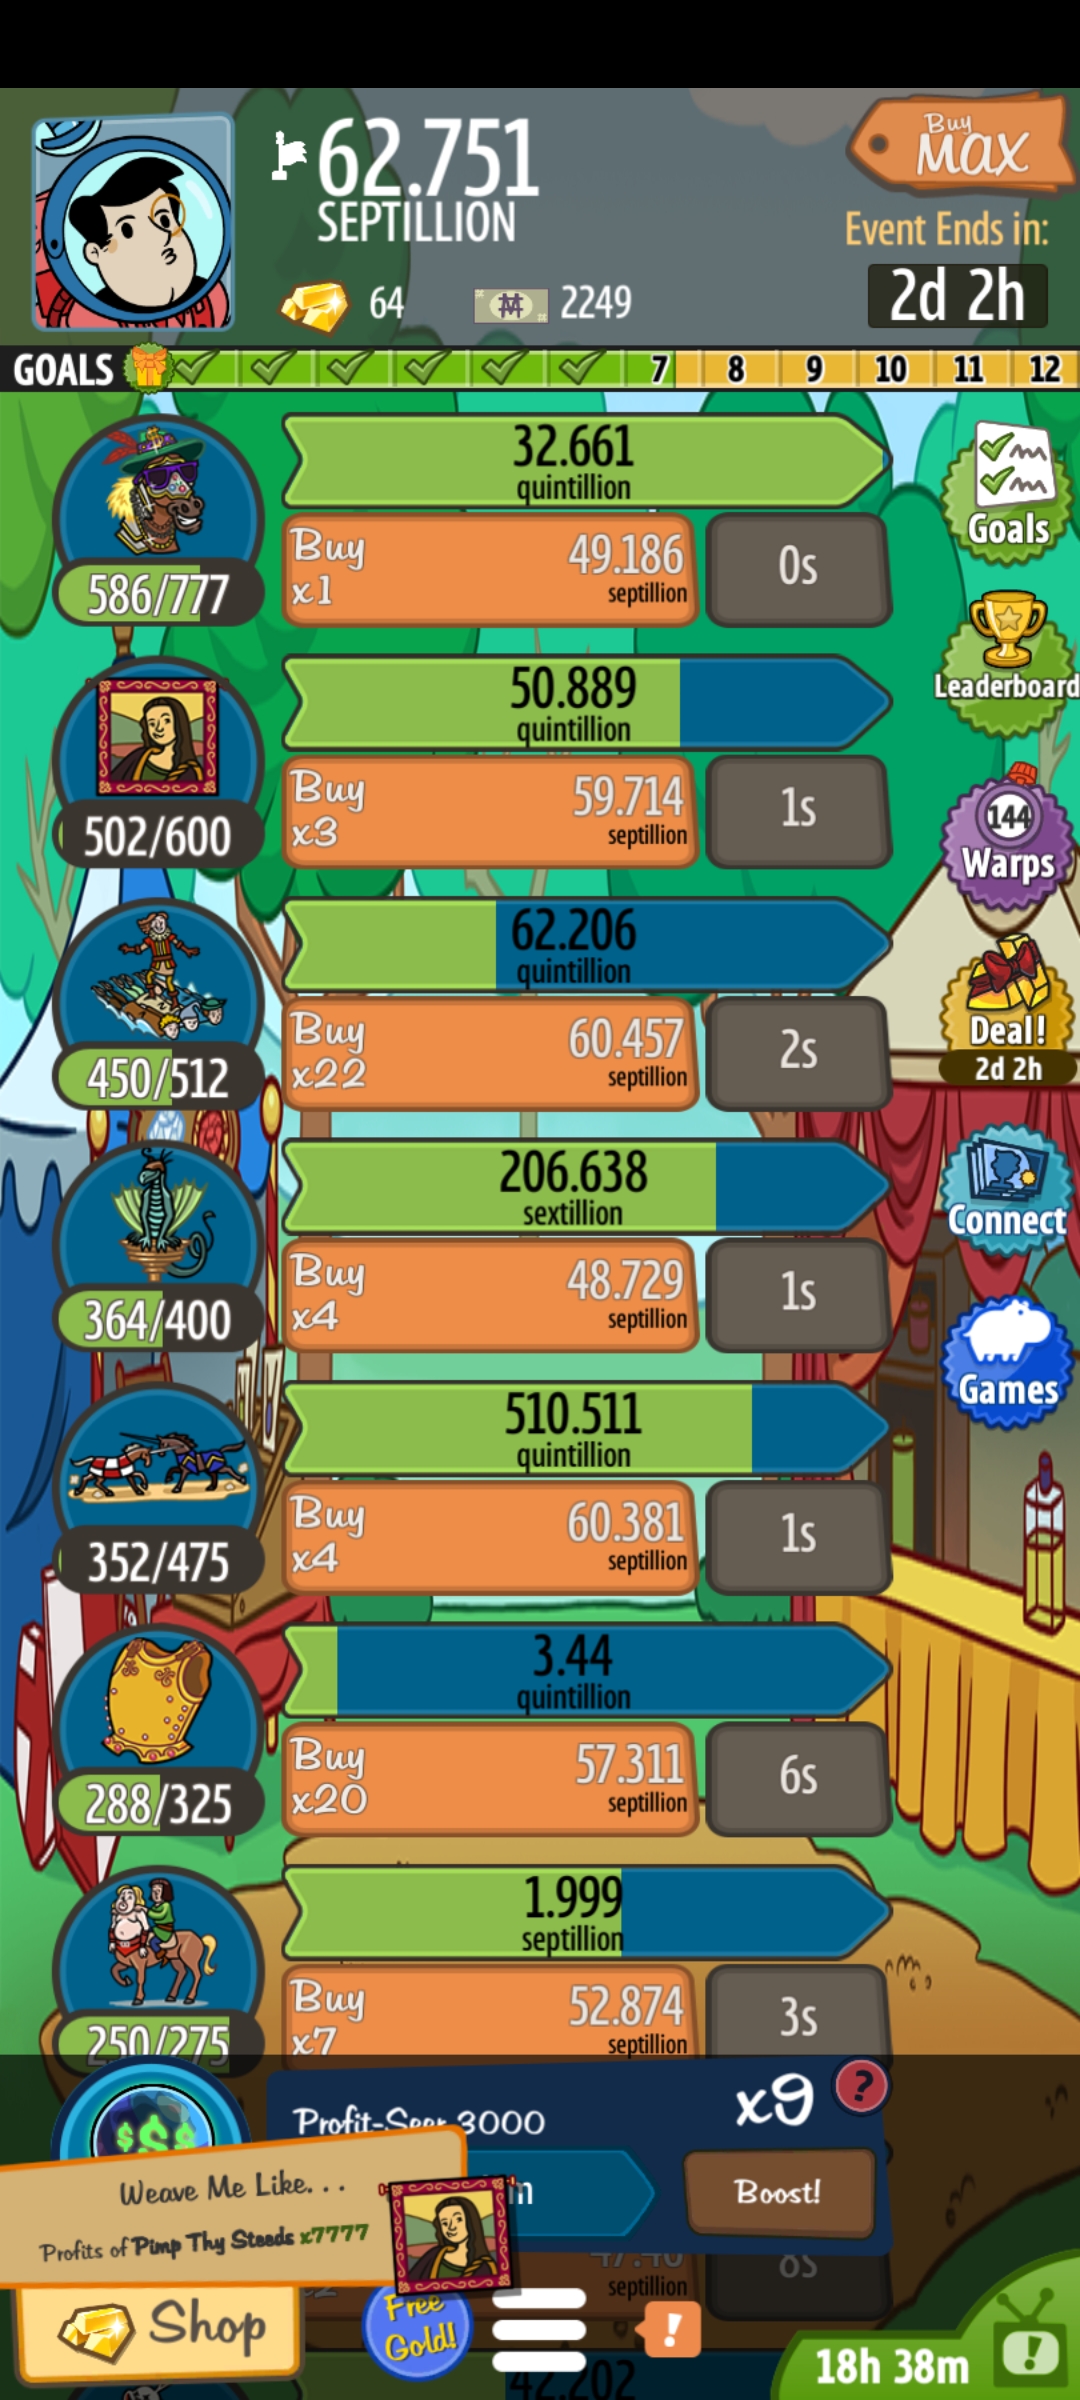 62.751
SEPTILLION
Buy
MAX
Event Ends in:
64
2249
2d 2h
GOALS
7 8 9 10 11 12
32.661
quintillion
Buy
x1
49.186
septillion
0s
586/777
Goals
Leaderboard
50.889
quintillion
Buy
x3
59.714
septillion
1s
502/600
144
Warps
62.206
quintillion
Buy
x22
60.457
septillion
2s
450/512
Deal!
2d 2h
206.638
sextillion
Buy
x4
48.729
septillion
1s
364/400
Connect
510.511
quintillion
Buy
x4
60.381
septillion
1s
352/475
Games
3.44
quintillion
Buy
x20
57.311
septillion
6s
288/325
1.999
septillion
Buy
x7
52.874
septillion
3s
250/275
$$$
Profit-Seer 3000
x9
?
m
Boost!
Weave Me Like. . .
Profits of Pimp Thy Steeds x7777
8s
septillion
Shop
Free
Gold!
!
18h 38m
!
42.202